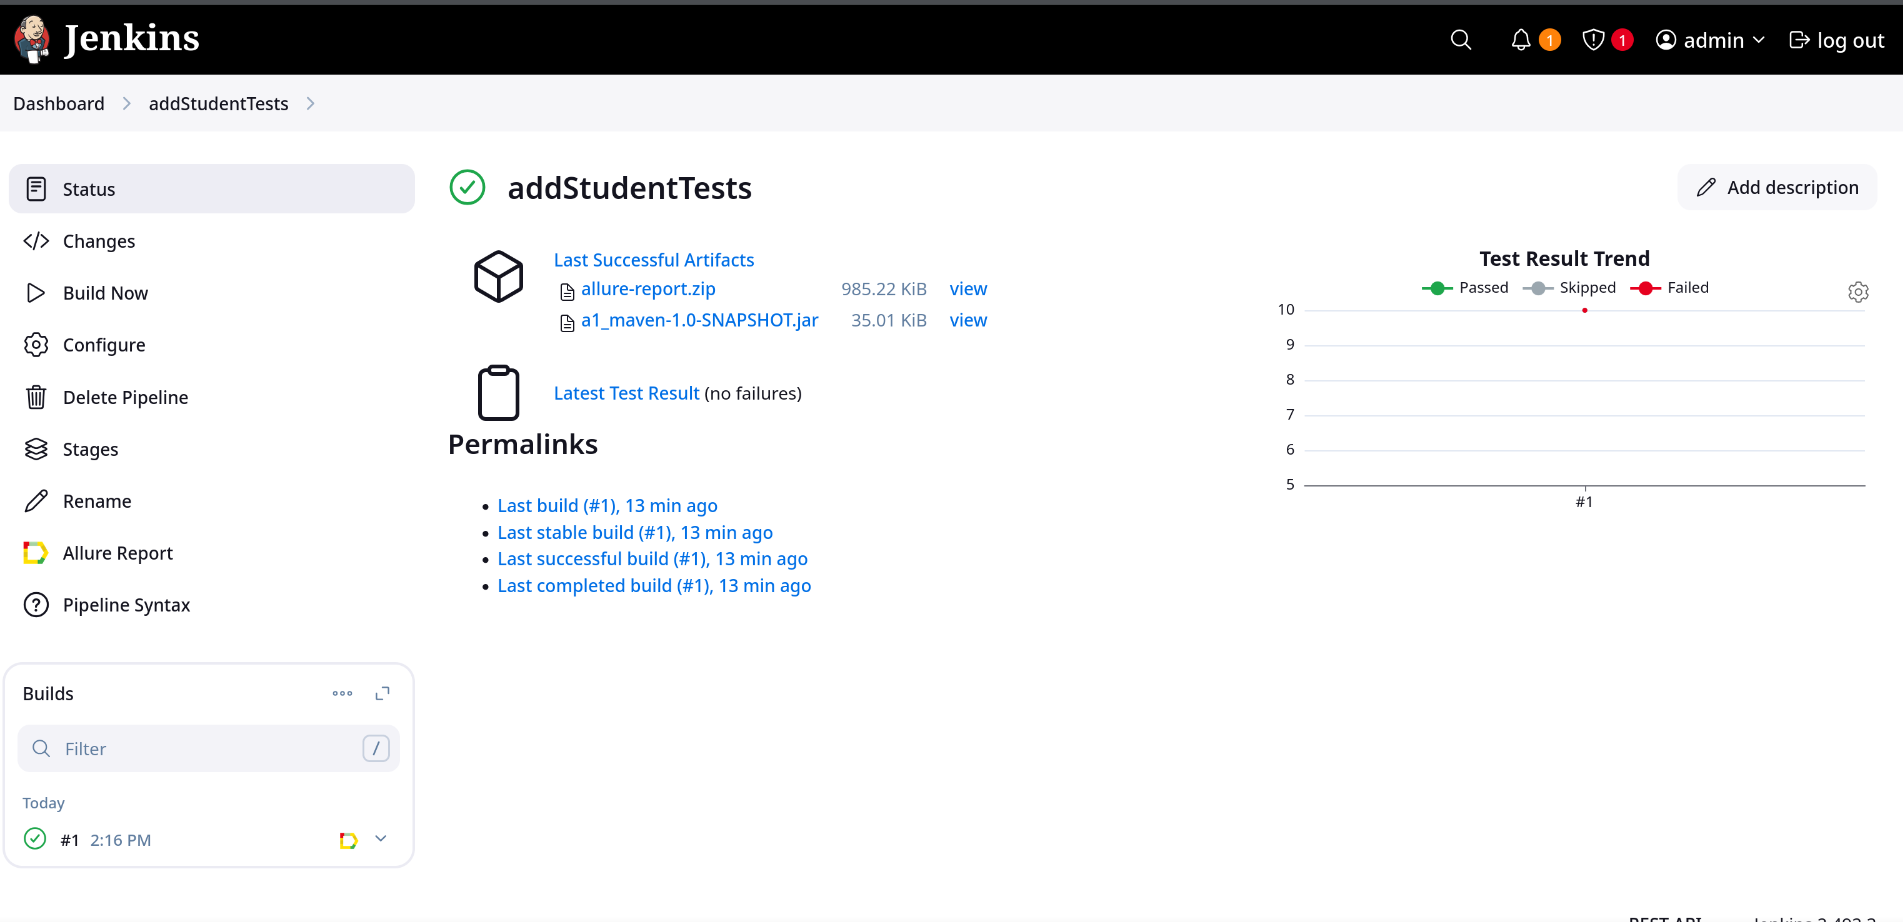 Jenkins
1
1
admin
log out
Dashboard
addStudentTests
Status
Changes
Build Now
Configure
Delete Pipeline
Stages
Rename
Allure Report
Pipeline Syntax
Builds
Filter
/
Today
#1 2:16 PM
addStudentTests
Add description
Last Successful Artifacts
allure-report.zip 985.22 KiB view
a1_maven-1.0-SNAPSHOT.jar 35.01 KiB view
Latest Test Result (no failures)
Permalinks
Last build (#1), 13 min ago
Last stable build (#1), 13 min ago
Last successful build (#1), 13 min ago
Last completed build (#1), 13 min ago
Test Result Trend
Passed Skipped Failed
10
9
8
7
6
5
#1
REST API